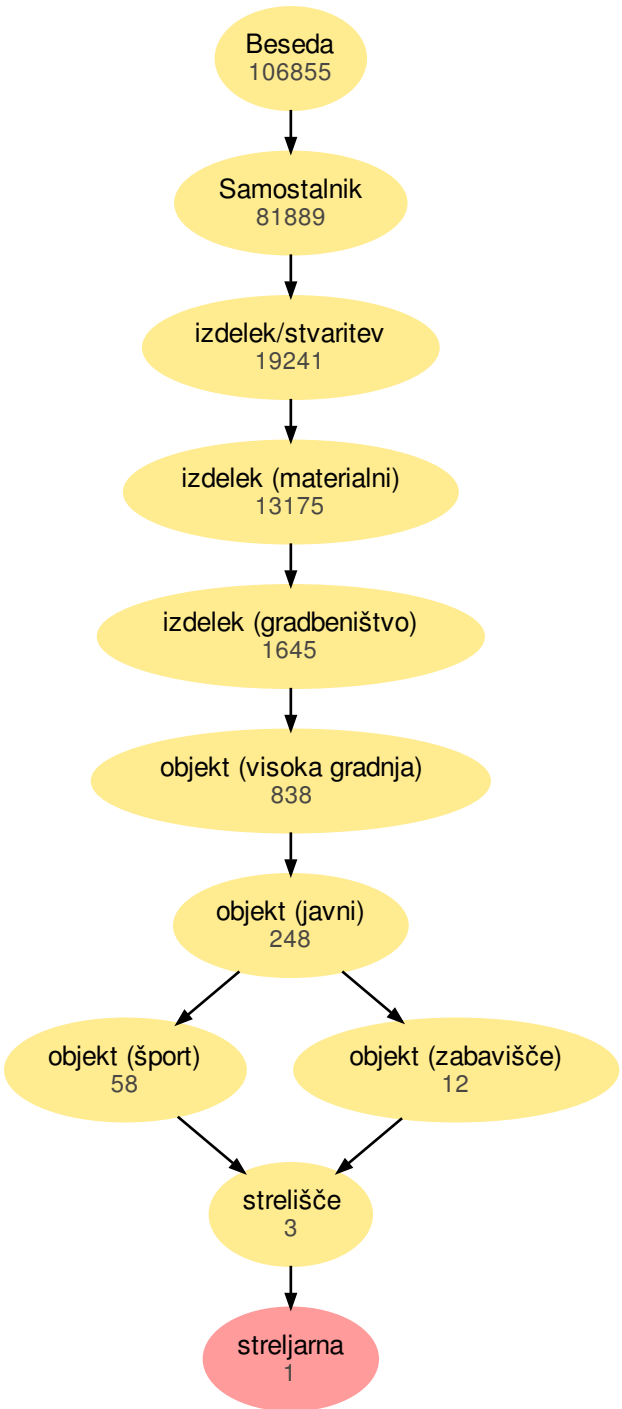 Beseda
106855
Samostalnik
81889
izdelek/stvaritev
19241
izdelek (materialni)
13175
izdelek (gradbeništvo)
1645
objekt (visoka gradnja)
838
objekt (javni)
248
objekt (šport)
58
objekt (zabavišče)
12
strelišče
3
streljarna
1